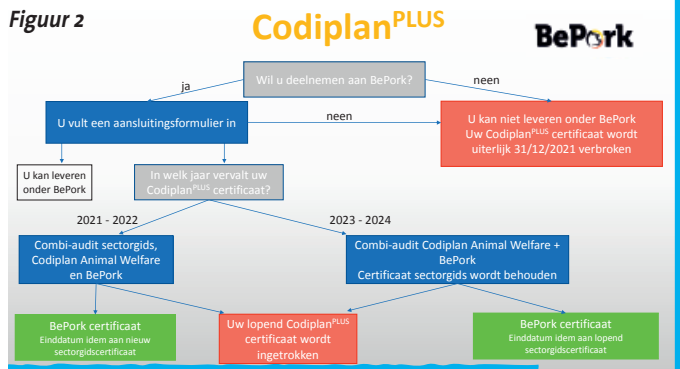 Figuur 2
CodiplanPLUS
BePork
Wil u deelnemen aan BePork?
ja
neen
U vult een aansluitingsformulier in
neen
U kan niet leveren onder BePork
Uw CodiplanPLUS certificaat wordt
uiterlijk 31/12/2021 verbroken
U kan leveren
onder BePork
In welk jaar vervalt uw
CodiplanPLUS certificaat?
2021 - 2022
2023 - 2024
Combi-audit sectorgids,
Codiplan Animal Welfare
en BePork
Combi-audit Codiplan Animal Welfare +
BePork
Certificaat sectorgids wordt behouden
BePork certificaat
Einddatum idem aan nieuw
sectorgidscertificaat
Uw lopend CodiplanPLUS
certificaat wordt
ingetrokken
BePork certificaat
Einddatum idem aan lopend
sectorgidscertificaat